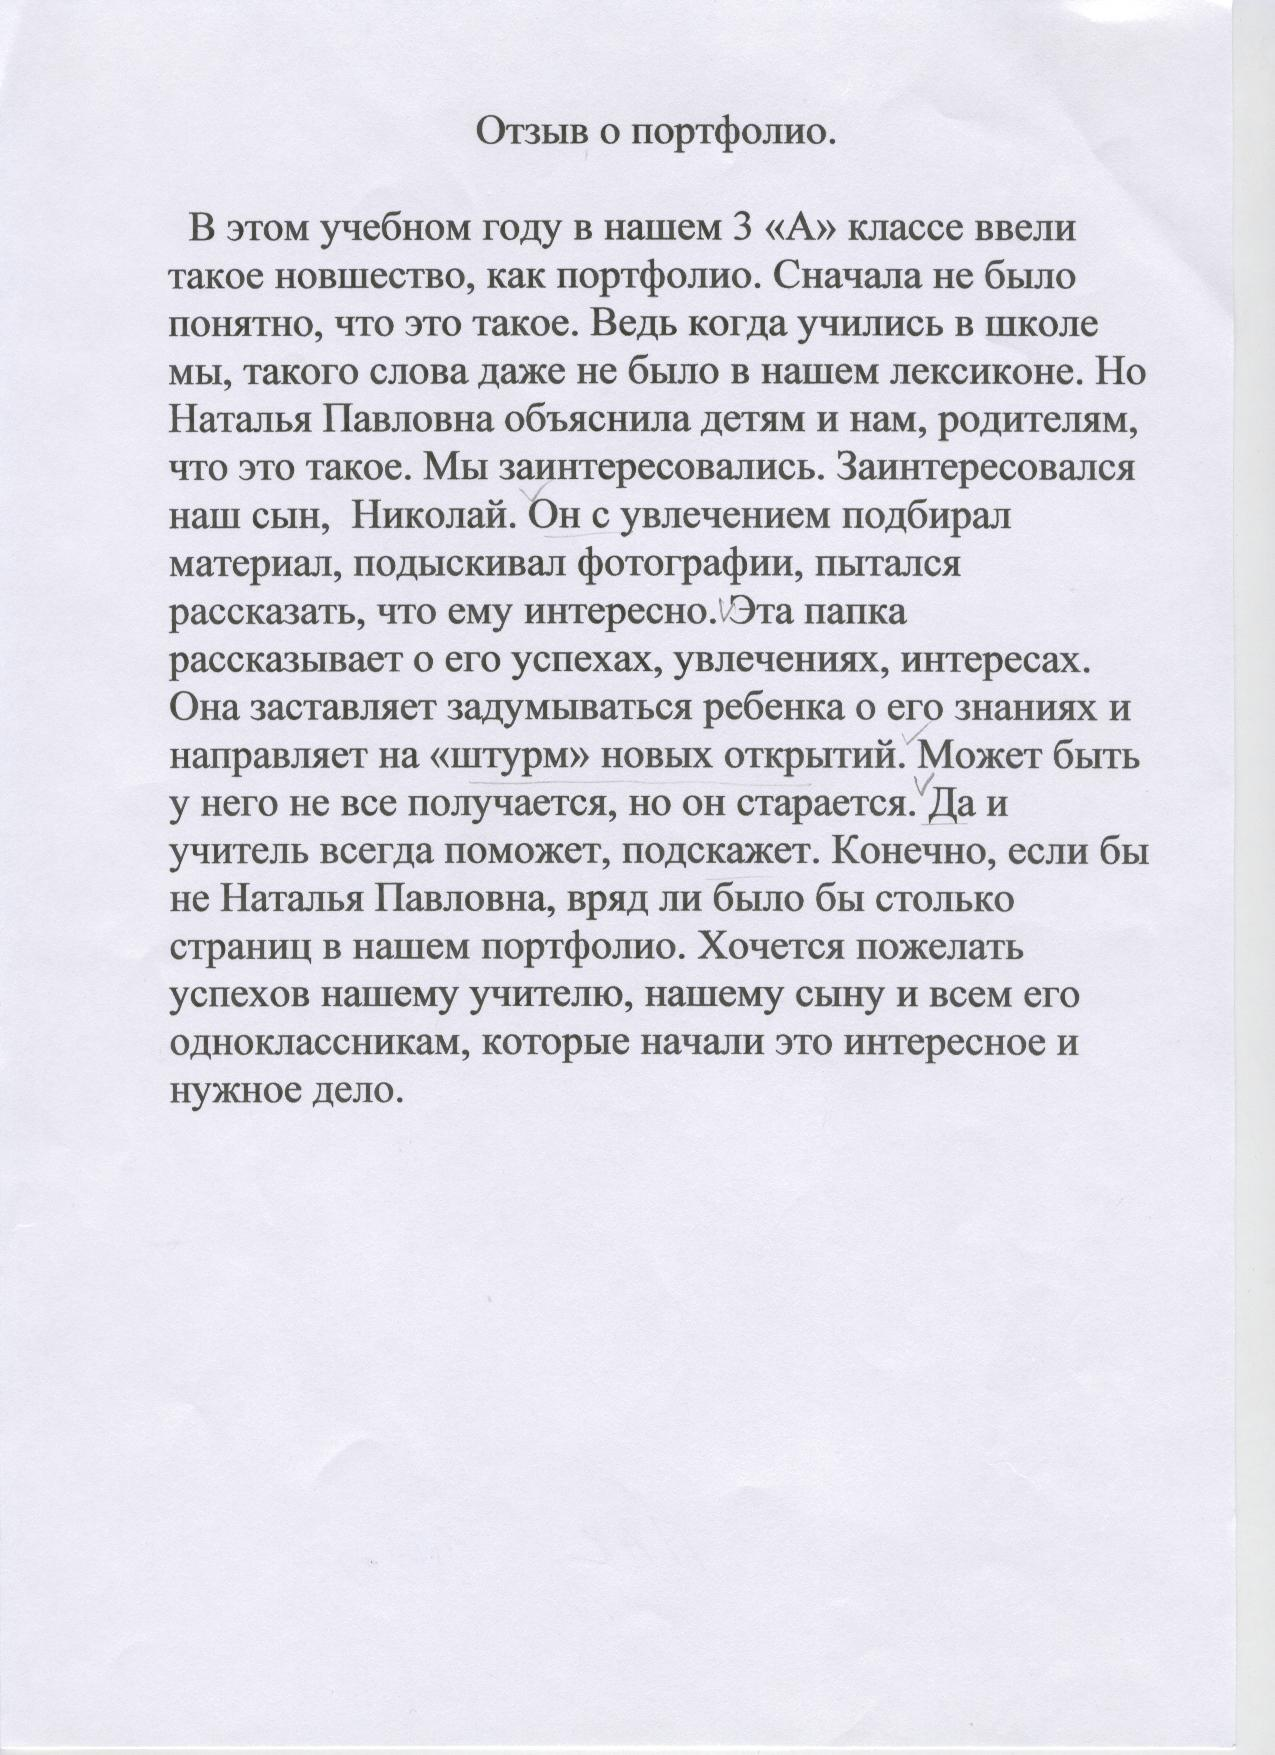 Отзыв о портфолио.
В этом учебном году в нашем 3 «А» классе ввели
такое новшество, как портфолио. Сначала не было
понятно, что это такое. Ведь когда учились в школе
мы, такого слова даже не было в нашем лексиконе. Но
Наталья Павловна объяснила детям и нам, родителям,
что это такое. Мы заинтересовались. Заинтересовался
наш сын,  Николай. Он с увлечением подбирал
материал, подыскивал фотографии, пытался
рассказать, что ему интересно. Эта папка
рассказывает о его успехах, увлечениях, интересах.
Она заставляет задумываться ребенка о его знаниях и
направляет на «штурм» новых открытий. Может быть
у него не все получается, но он старается. Да и
учитель всегда поможет, подскажет. Конечно, если бы
не Наталья Павловна, вряд ли было бы столько
страниц в нашем портфолио. Хочется пожелать
успехов нашему учителю, нашему сыну и всем его
одноклассникам, которые начали это интересное и
нужное дело.